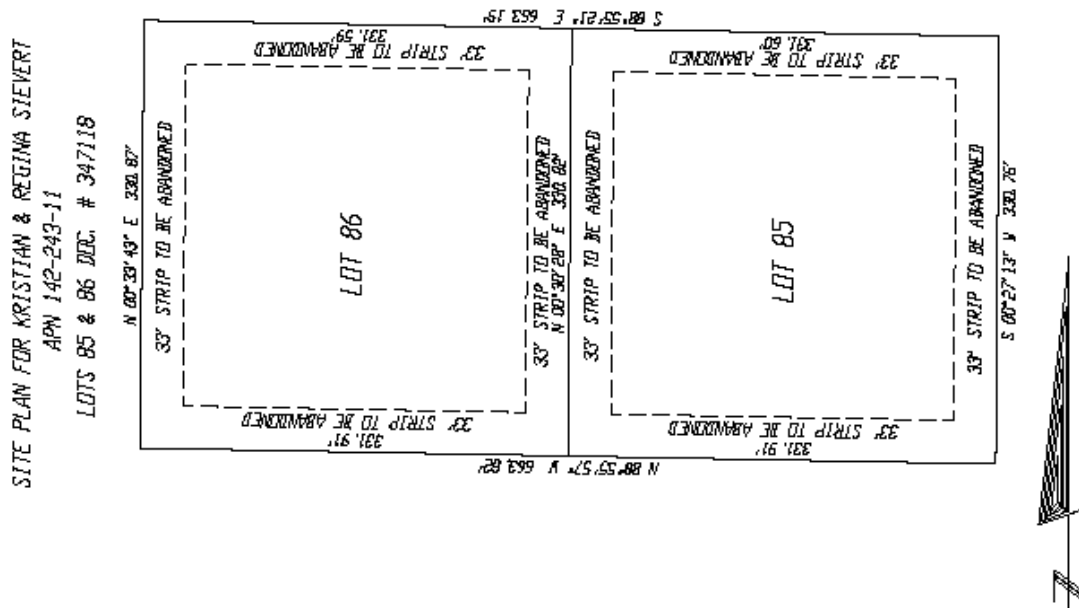 SITE PLAN FOR KRISTIAN & REGINA SIEVERT
APN 142-243-11
LOTS 85 & 86 DOC. # 347118
N 00°33'43" E 330.87'
33' STRIP TO BE ABANDONED
S 88°55'21" E 663.19'
331.59'
33' STRIP TO BE ABANDONED
LOT 86
33' STRIP TO BE ABANDONED
331.91'
33' STRIP TO BE ABANDONED
N 00°30'28" E 330.82'
33' STRIP TO BE ABANDONED
331.60'
33' STRIP TO BE ABANDONED
LOT 85
33' STRIP TO BE ABANDONED
331.91'
N 88°55'57" W 663.82'
33' STRIP TO BE ABANDONED
S 00°27'13" W 330.76'